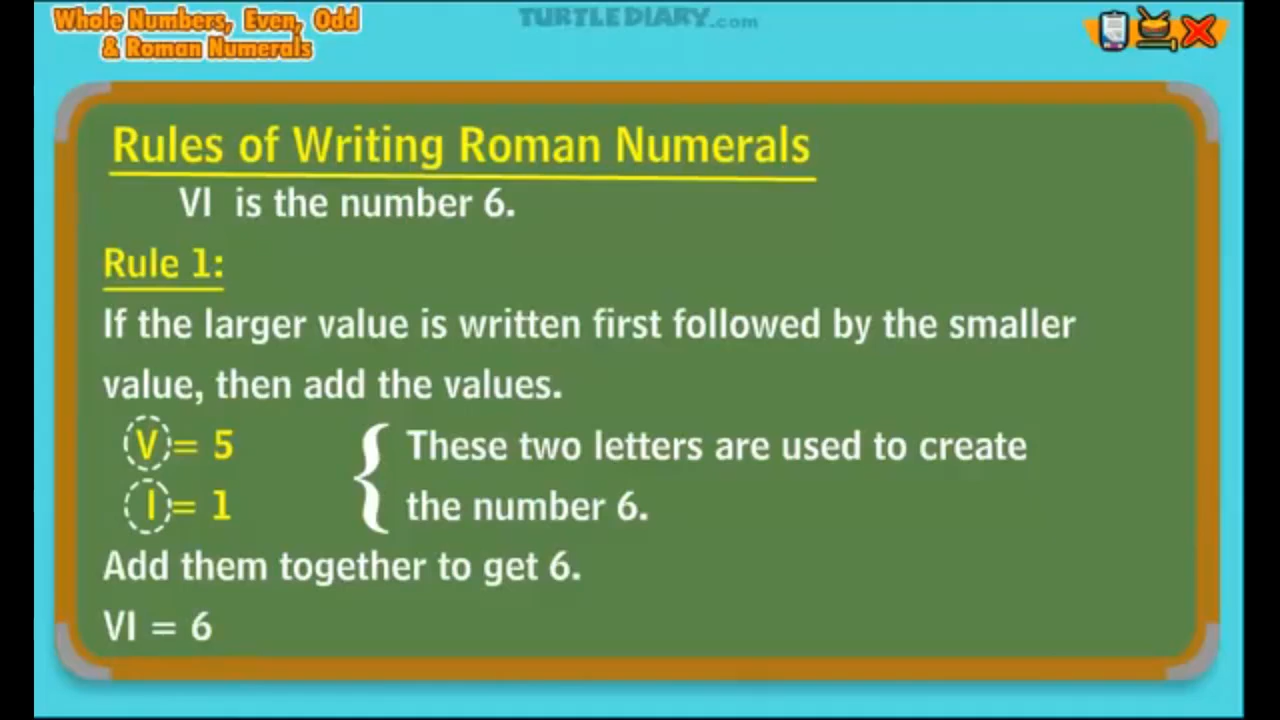 Whole Numbers, Even, Odd
& Roman Numerals
TURTLEDIARY.com
Rules of Writing Roman Numerals
VI is the number 6.
Rule 1:
If the larger value is written first followed by the smaller
value, then add the values.
V = 5
I = 1
{ These two letters are used to create
the number 6.
Add them together to get 6.
VI = 6